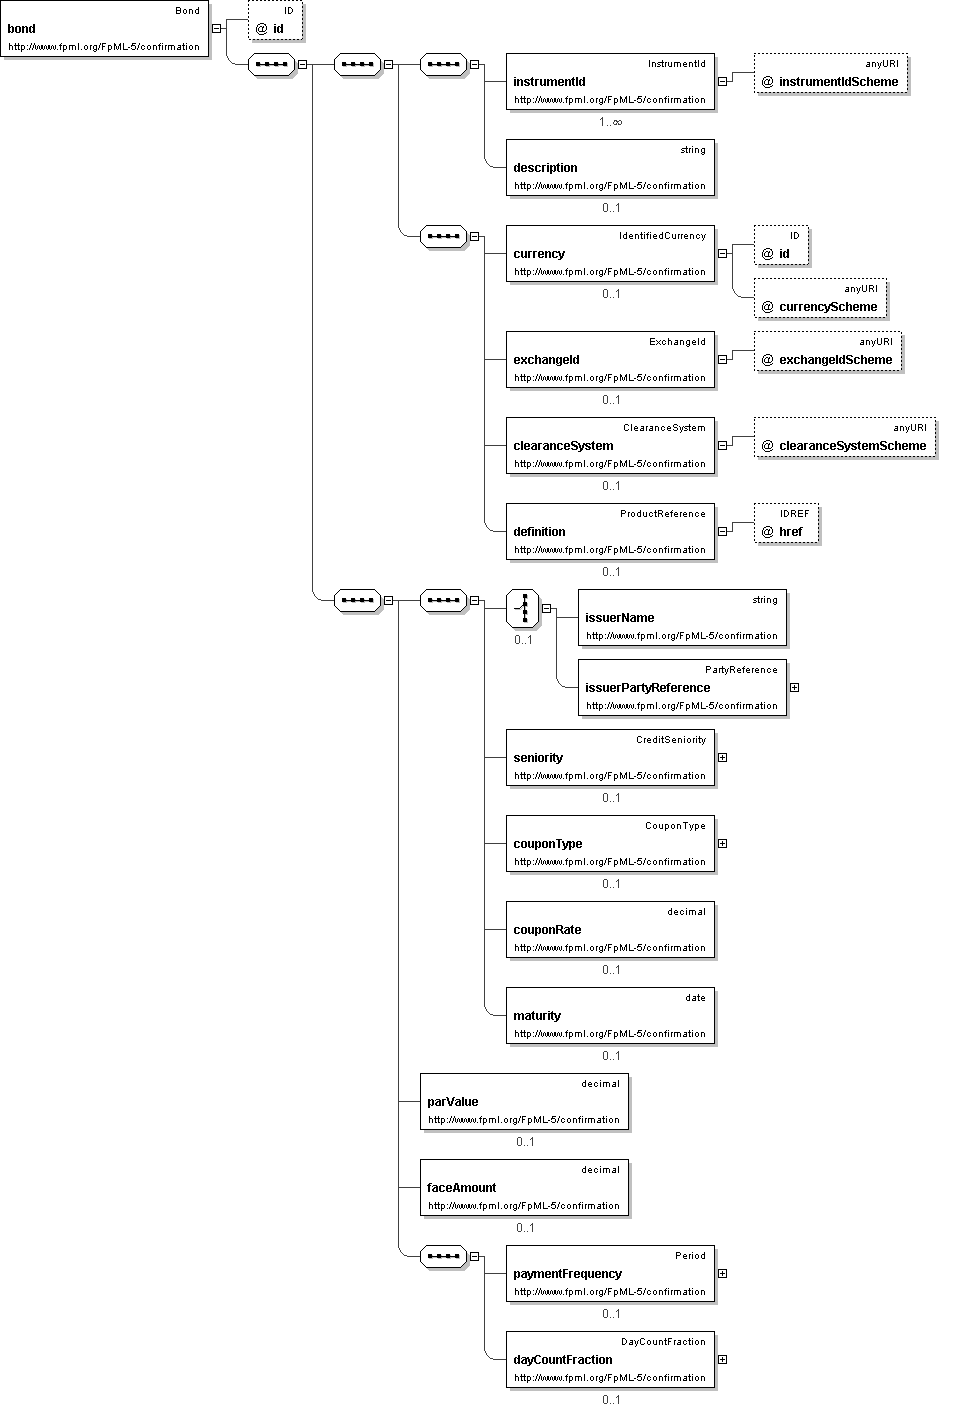 Bond
bond
http://www.fpml.org/FpML-5/confirmation
ID
@ id
InstrumentId
instrumentId
http://www.fpml.org/FpML-5/confirmation
1..∞
anyURI
@ instrumentIdScheme
string
description
http://www.fpml.org/FpML-5/confirmation
0..1
IdentifiedCurrency
currency
http://www.fpml.org/FpML-5/confirmation
0..1
ID
@ id
anyURI
@ currencyScheme
ExchangeId
exchangeId
http://www.fpml.org/FpML-5/confirmation
0..1
anyURI
@ exchangeIdScheme
ClearanceSystem
clearanceSystem
http://www.fpml.org/FpML-5/confirmation
0..1
anyURI
@ clearanceSystemScheme
ProductReference
definition
http://www.fpml.org/FpML-5/confirmation
0..1
IDREF
@ href
0..1
string
issuerName
http://www.fpml.org/FpML-5/confirmation
PartyReference
issuerPartyReference
http://www.fpml.org/FpML-5/confirmation
CreditSeniority
seniority
http://www.fpml.org/FpML-5/confirmation
0..1
CouponType
couponType
http://www.fpml.org/FpML-5/confirmation
0..1
decimal
couponRate
http://www.fpml.org/FpML-5/confirmation
0..1
date
maturity
http://www.fpml.org/FpML-5/confirmation
0..1
decimal
parValue
http://www.fpml.org/FpML-5/confirmation
0..1
decimal
faceAmount
http://www.fpml.org/FpML-5/confirmation
0..1
Period
paymentFrequency
http://www.fpml.org/FpML-5/confirmation
0..1
DayCountFraction
dayCountFraction
http://www.fpml.org/FpML-5/confirmation
0..1